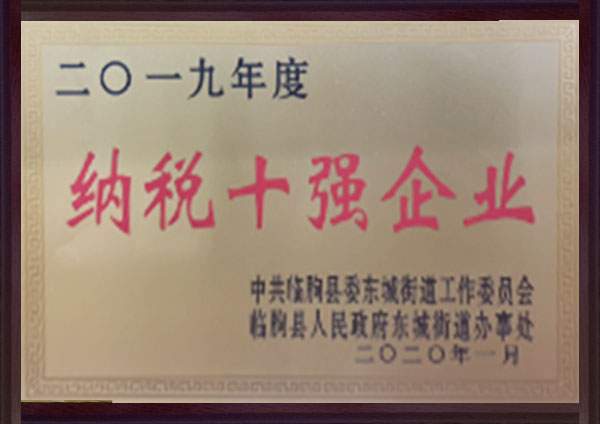 二〇一九年度
纳税十强企业
中共临朐县委东城街道工作委员会
临朐县人民政府东城街道办事处
二〇二〇年一月